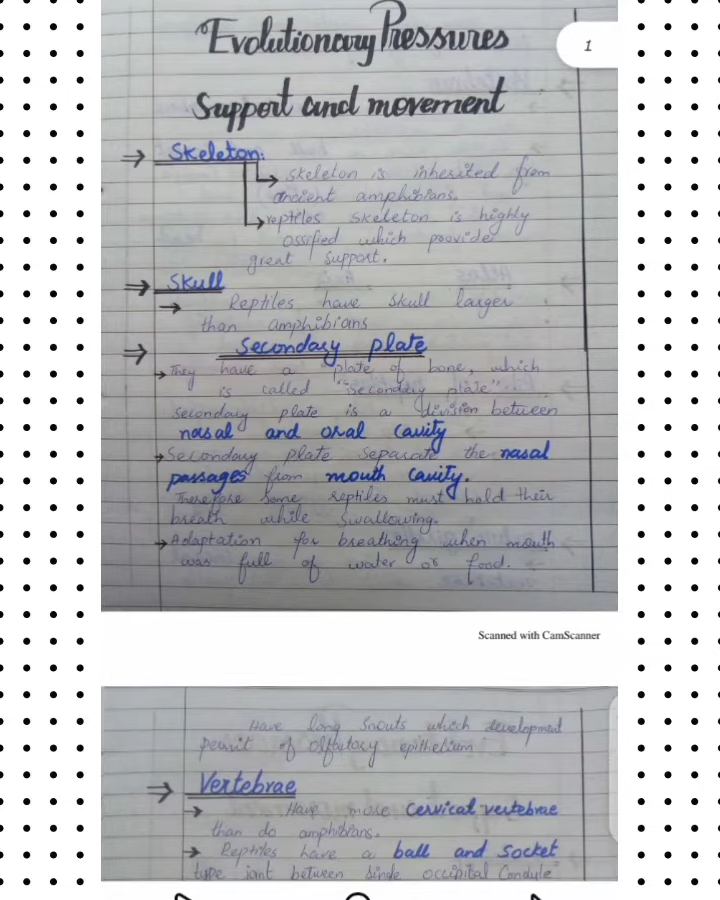 Evolutionary Pressures
1
Support and movement
⇒ Skeleton:
→ skeleton is inherited from
ancient amphibians.
→ reptiles skeleton is highly
ossified which provide
great support.
⇒ Skull
→ Reptiles have skull larger
than amphibians
⇒ Secondary plate
→ They have a plate of bone, which
is called "secondary plate"
secondary plate is a division between
nasal and oral cavity
→ Secondary plate separate the nasal
passages from mouth cavity.
Therefore some reptiles must hold their
breath while swallowing.
→ Adaptation for breathing when mouth
was full of water or food.
Scanned with CamScanner
Have long snouts which development
of epithelium
⇒ Vertebrae
→ Have more cervical vertebrae
than do amphibians.
→ Reptiles have a ball and socket
type joint between occipital Condyle